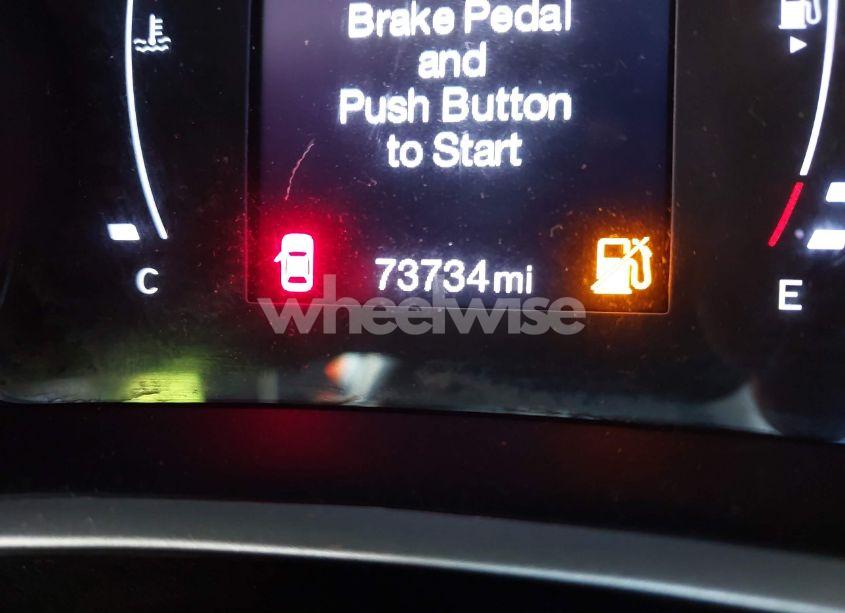 Brake Pedal
and
Push Button
to Start
73734mi
C
E
wheelwise